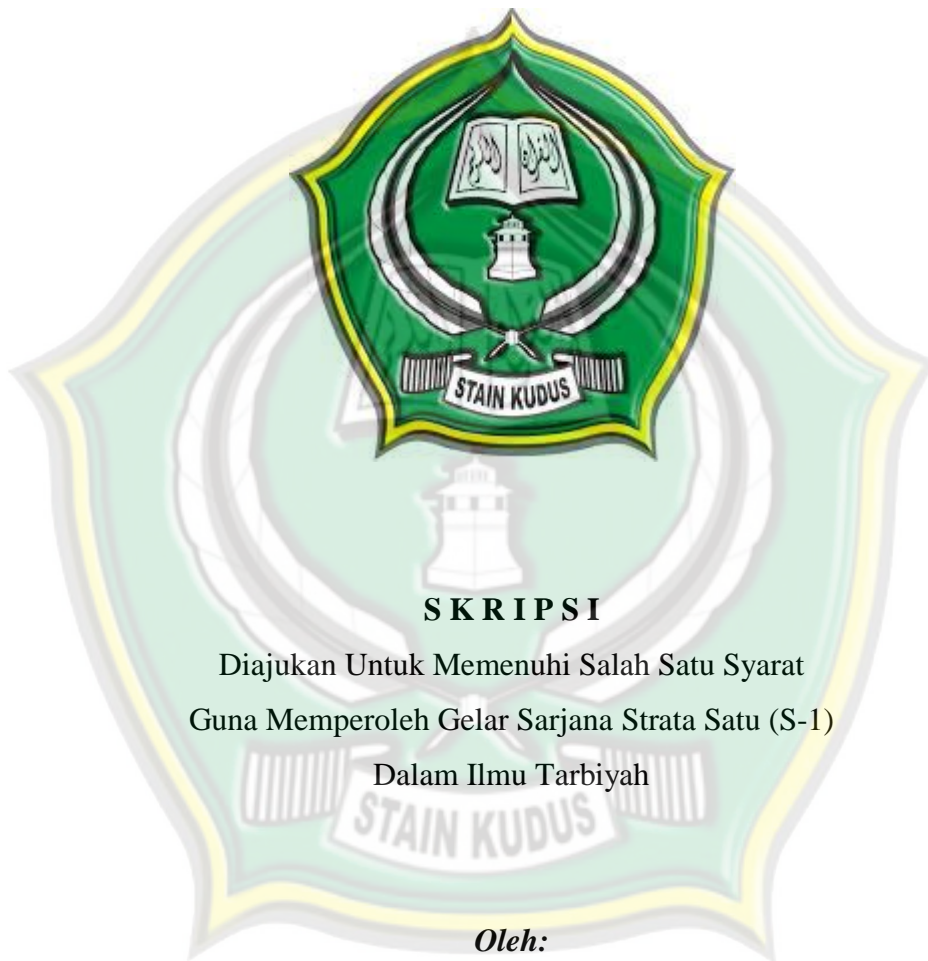 STAIN KUDUS
S K R I P S I
Diajukan Untuk Memenuhi Salah Satu Syarat
Guna Memperoleh Gelar Sarjana Strata Satu (S-1)
Dalam Ilmu Tarbiyah
STAIN KUDUS
Oleh: